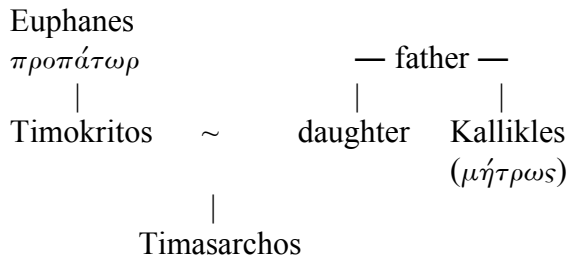 Euphanes
προπάτωρ — father —
Timokritos ~ daughter Kallikles
(μήτρως)
Timasarchos